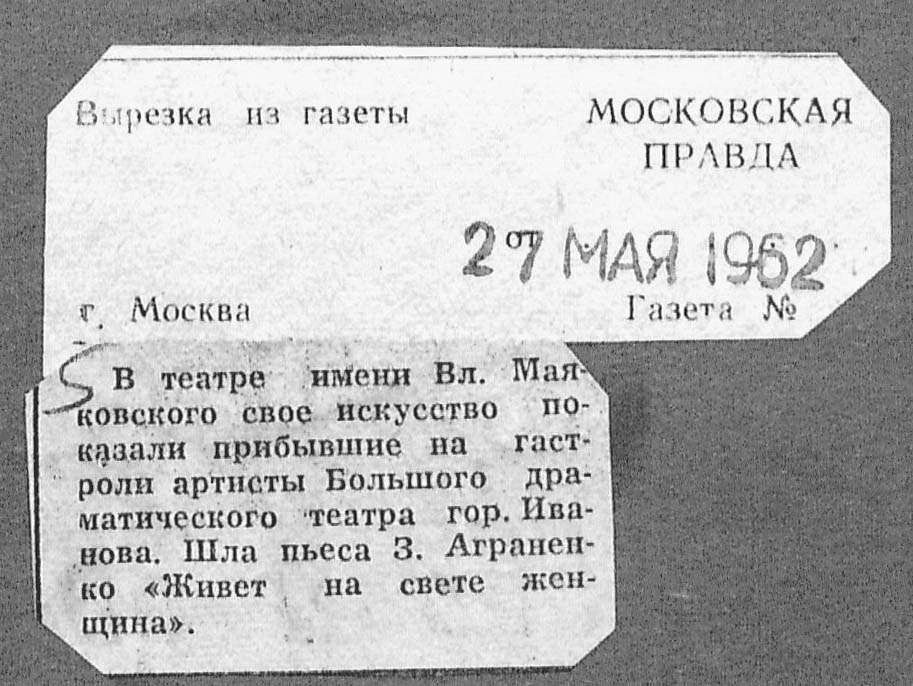 Вырезка из газеты
МОСКОВСКАЯ
ПРАВДА
от
27 МАЯ 1962
г. Москва
Газета №
В театре имени Вл. Мая-
ковского свое искусство по-
казали прибывшие на гаст-
роли артисты Большого дра-
матического театра гор. Ива-
нова. Шла пьеса З. Аграnен-
ко «Живет на свете жен-
щина».